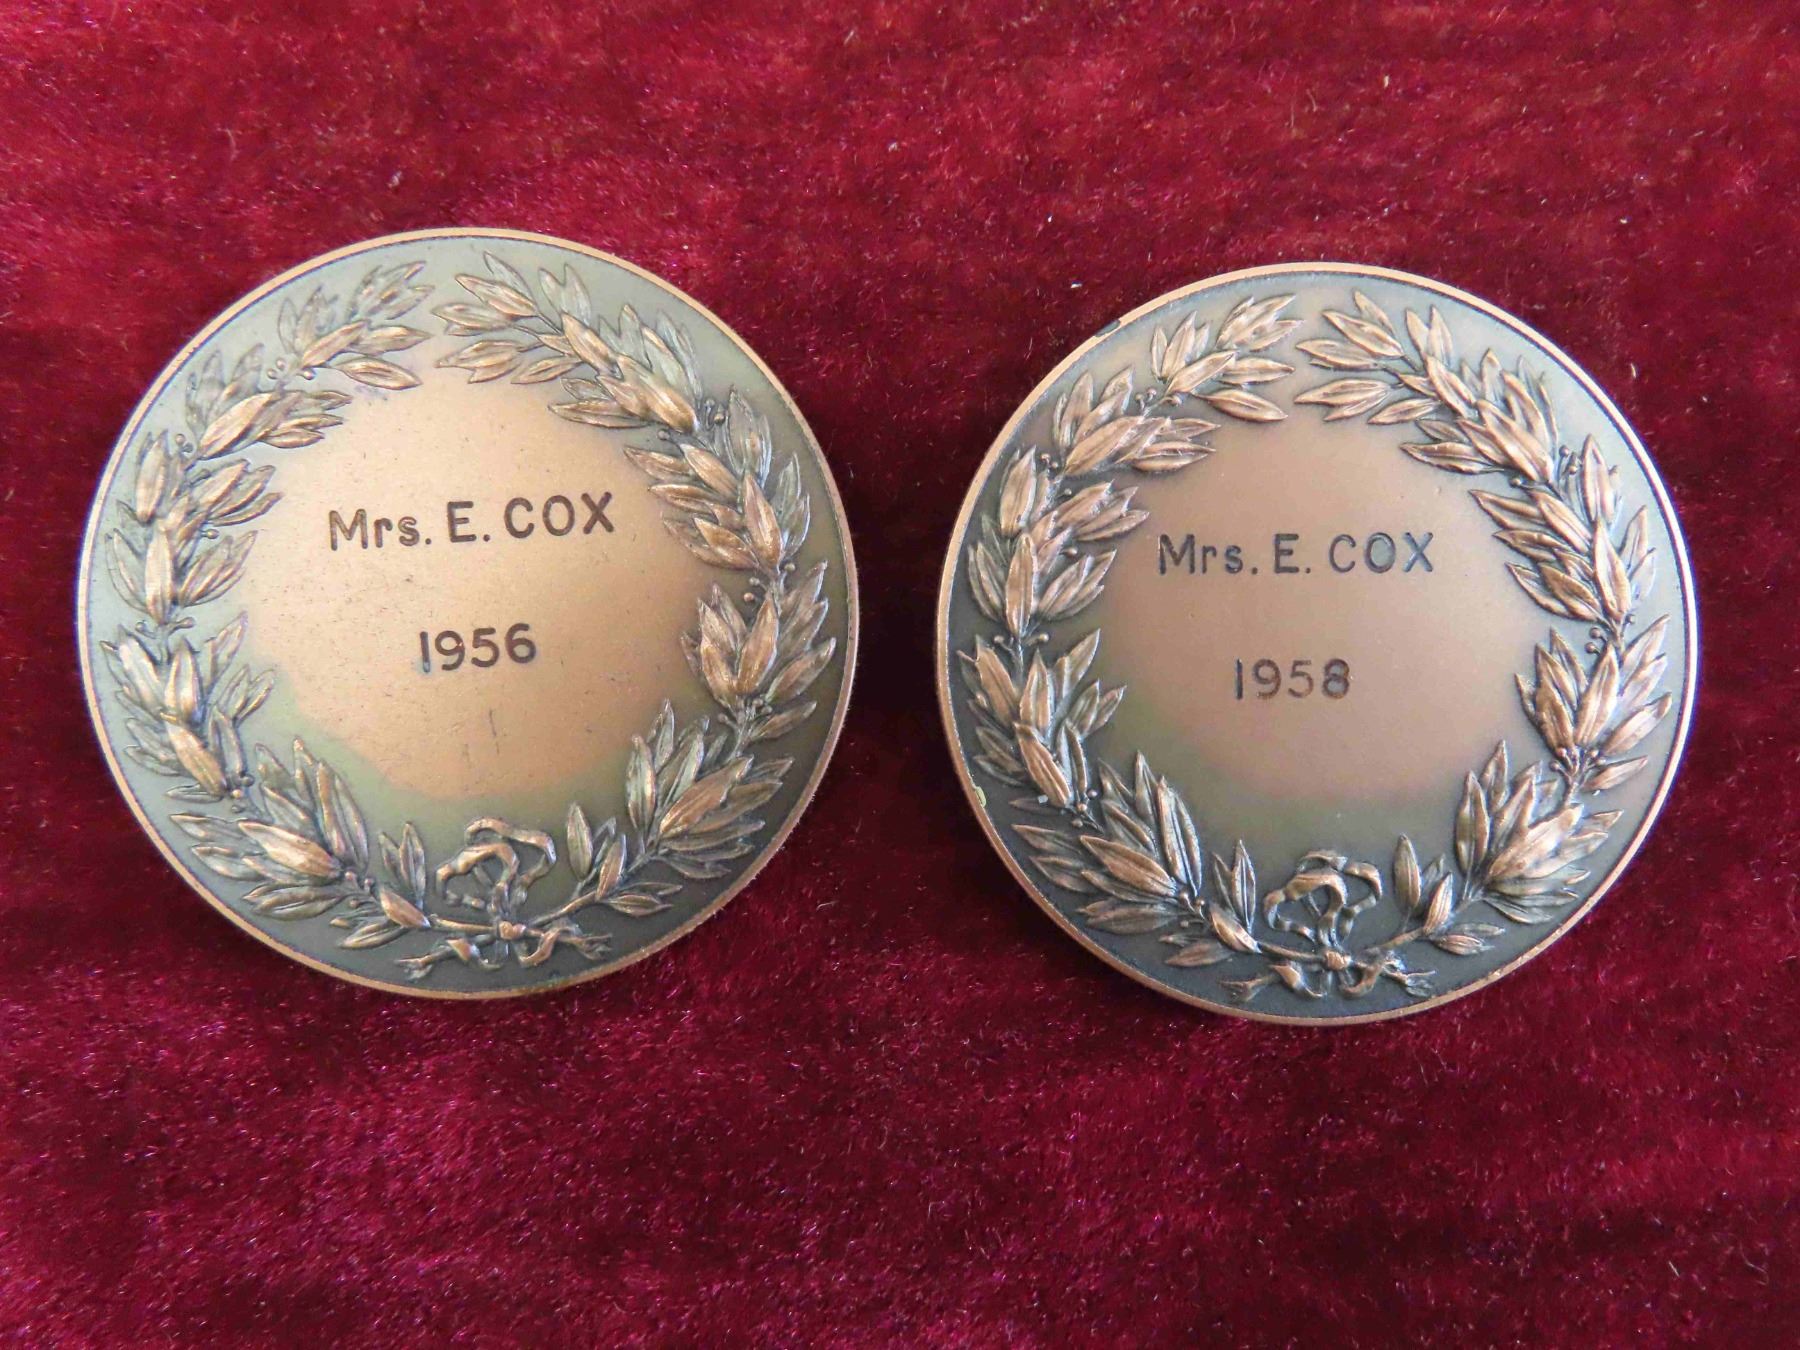 Mrs. E. COX
1956
Mrs. E. COX
1958